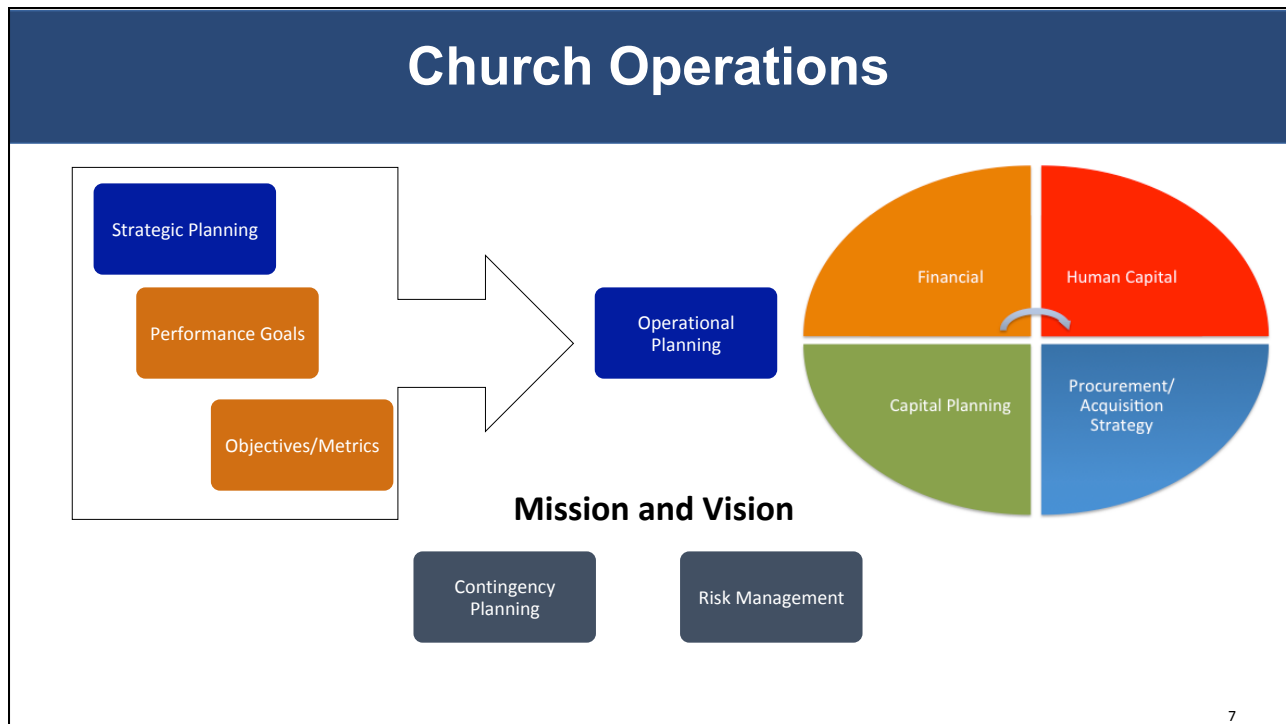 Church Operations
Strategic Planning
Performance Goals
Objectives/Metrics
Operational
Planning
Financial
Human Capital
Capital Planning
Procurement/
Acquisition
Strategy
Mission and Vision
Contingency
Planning
Risk Management
7